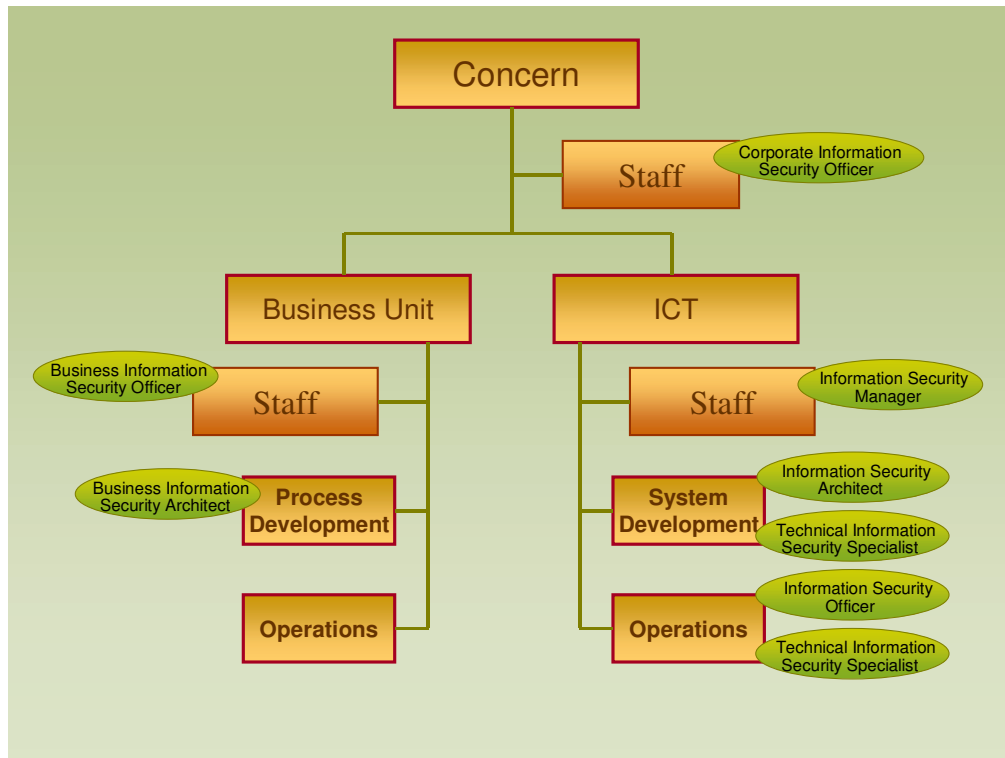 Concern
Staff
Corporate Information
Security Officer
Business Unit
ICT
Business Information
Security Officer
Staff
Staff
Information Security
Manager
Business Information
Security Architect
Process
Development
System
Development
Information Security
Architect
Technical Information
Security Specialist
Operations
Operations
Information Security
Officer
Technical Information
Security Specialist